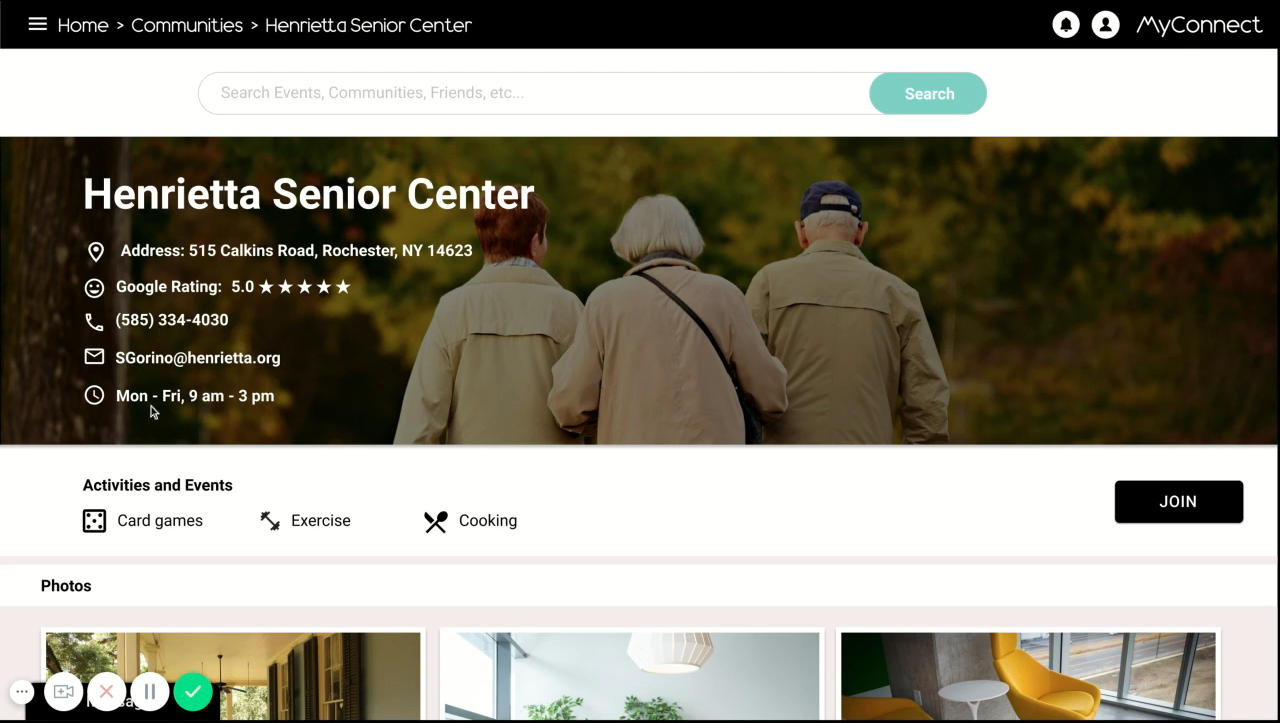 Home > Communities > Henrietta Senior Center
MyConnect
Search Events, Communities, Friends, etc...
Search
Henrietta Senior Center
Address: 515 Calkins Road, Rochester, NY 14623
Google Rating: 5.0 ★★★★★
(585) 334-4030
SGorino@henrietta.org
Mon - Fri, 9 am - 3 pm
Activities and Events
Card games
Exercise
Cooking
JOIN
Photos